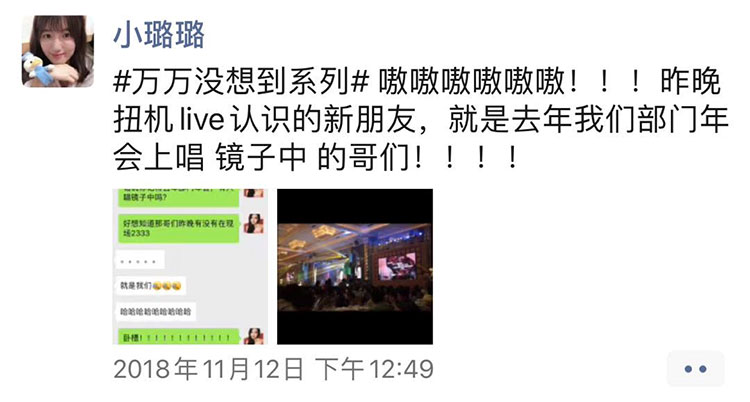 小璐璐
#万万没想到系列# 嗷嗷嗷嗷嗷嗷！！！昨晚
扭机live认识的新朋友，就是去年我们部门年
会上唱 镜子中 的哥们！！！！
翻镜子中吗？
好想知道那哥们昨晚有没有在现
场2333
。。。。。
就是我们
哈哈哈哈哈哈哈哈哈
卧槽！！！！！！！！！！！
2018年11月12日 下午12:49